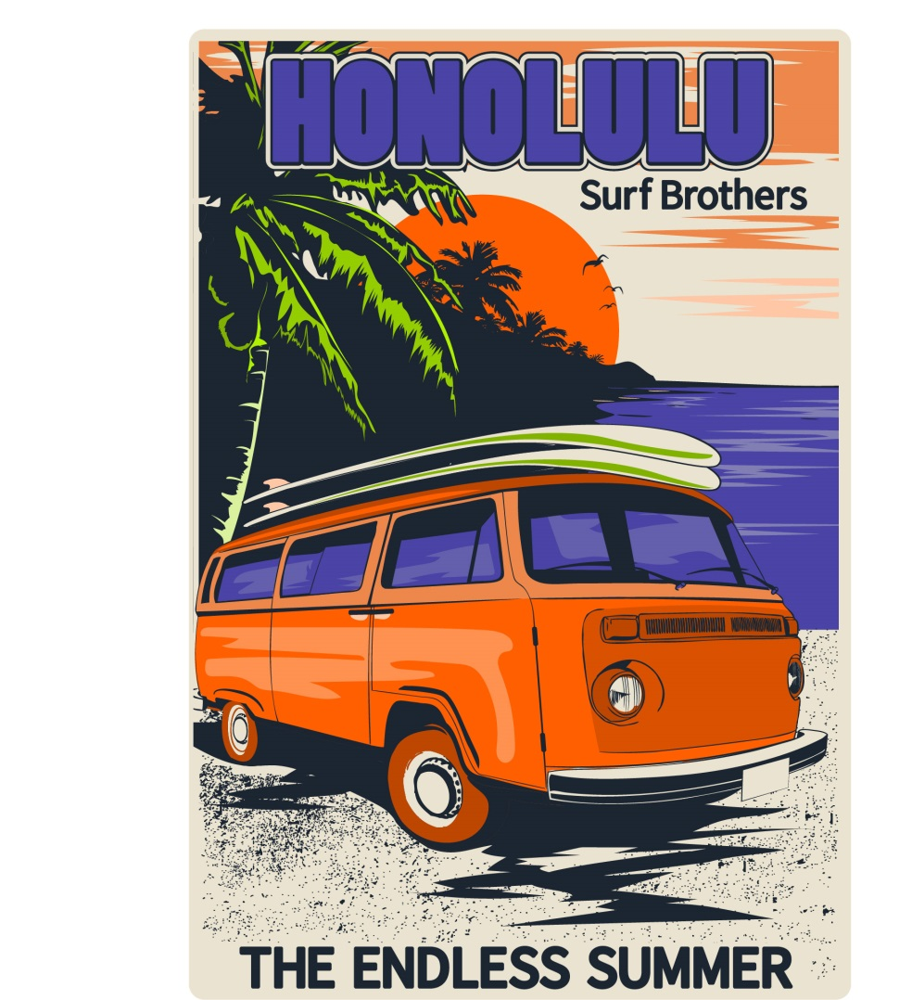 HONOLULU
Surf Brothers
THE ENDLESS SUMMER